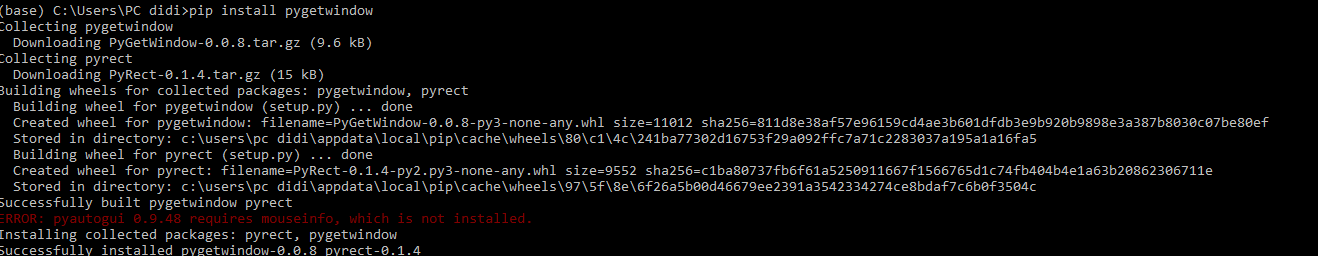 (base) C:\Users\PC didi>pip install pygetwindow
Collecting pygetwindow
  Downloading PyGetWindow-0.0.8.tar.gz (9.6 kB)
Collecting pyrect
  Downloading PyRect-0.1.4.tar.gz (15 kB)
Building wheels for collected packages: pygetwindow, pyrect
  Building wheel for pygetwindow (setup.py) ... done
  Created wheel for pygetwindow: filename=PyGetWindow-0.0.8-py3-none-any.whl size=11012 sha256=811d8e38af57e96159cd4ae3b601dfdb3e9b920b9898e3a387b8030c07be80ef
  Stored in directory: c:\users\pc didi\appdata\local\pip\cache\wheels\80\c1\4c\241ba77302d16753f29a092ffc7a71c2283037a195a1a16fa5
  Building wheel for pyrect (setup.py) ... done
  Created wheel for pyrect: filename=PyRect-0.1.4-py2.py3-none-any.whl size=9552 sha256=c1ba80737fb6f61a5250911667f1566765d1c74fb404b4e1a63b20862306711e
  Stored in directory: c:\users\pc didi\appdata\local\pip\cache\wheels\97\5f\8e\6f26a5b00d46679ee2391a3542334274ce8bdaf7c6b0f3504c
Successfully built pygetwindow pyrect
ERROR: pyautogui 0.9.48 requires mouseinfo, which is not installed.
Installing collected packages: pyrect, pygetwindow
Successfully installed pygetwindow-0.0.8 pyrect-0.1.4